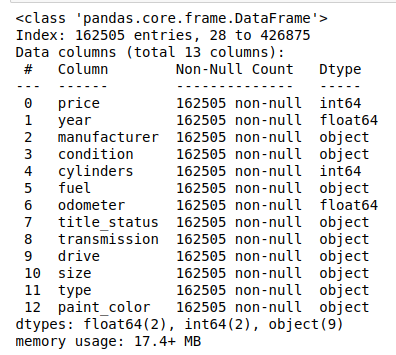 <class 'pandas.core.frame.DataFrame'>
Index: 162505 entries, 28 to 426875
Data columns (total 13 columns):
 #   Column        Non-Null Count   Dtype  
---  ------        --------------   -----  
 0   price         162505 non-null  int64  
 1   year          162505 non-null  float64
 2   manufacturer  162505 non-null  object 
 3   condition     162505 non-null  object 
 4   cylinders     162505 non-null  int64  
 5   fuel          162505 non-null  object 
 6   odometer      162505 non-null  float64
 7   title_status  162505 non-null  object 
 8   transmission  162505 non-null  object 
 9   drive         162505 non-null  object 
 10  size          162505 non-null  object 
 11  type          162505 non-null  object 
 12  paint_color   162505 non-null  object 
dtypes: float64(2), int64(2), object(9)
memory usage: 17.4+ MB